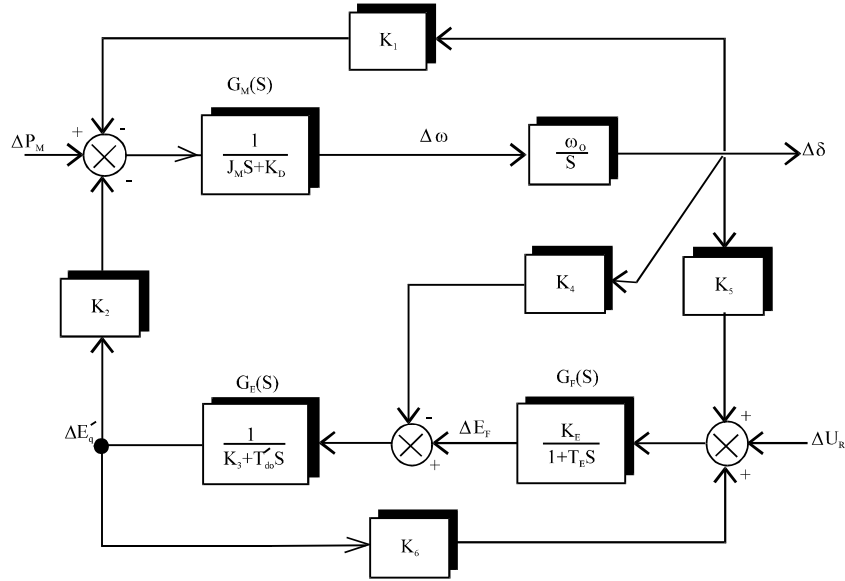 K₁
G_M(S)
ΔP_M
+
-
-
1
J_MS+K_D
Δω
ω_o
S
Δδ
K₂
K₄
K₅
G_E(S)
G_F(S)
ΔE′_q
1
K₃+T′_doS
-
+
ΔE_F
K_E
1+T_ES
+
+
ΔU_R
K₆